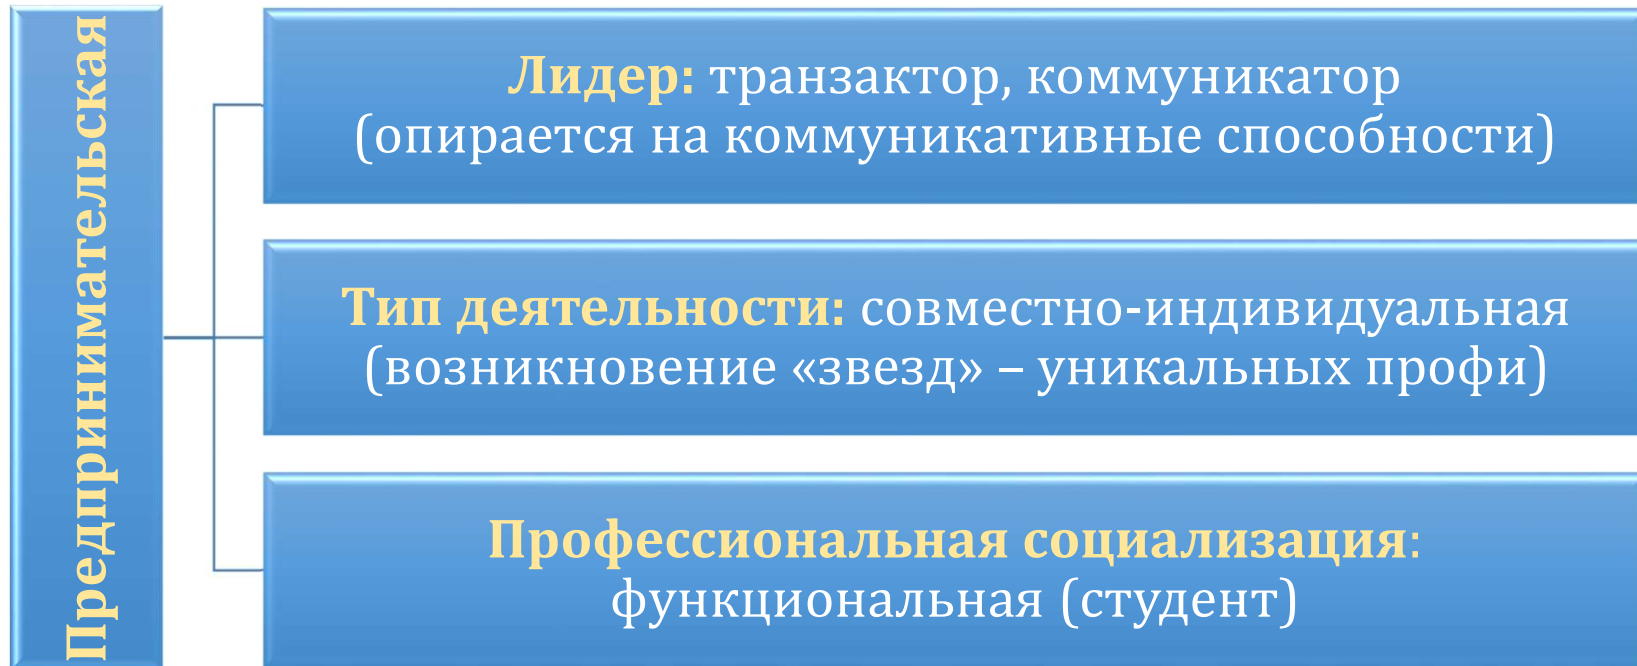 Предпринимательская
Лидер: транзактор, коммуникатор
(опирается на коммуникативные способности)
Тип деятельности: совместно-индивидуальная
(возникновение «звезд» – уникальных профи)
Профессиональная социализация:
функциональная (студент)